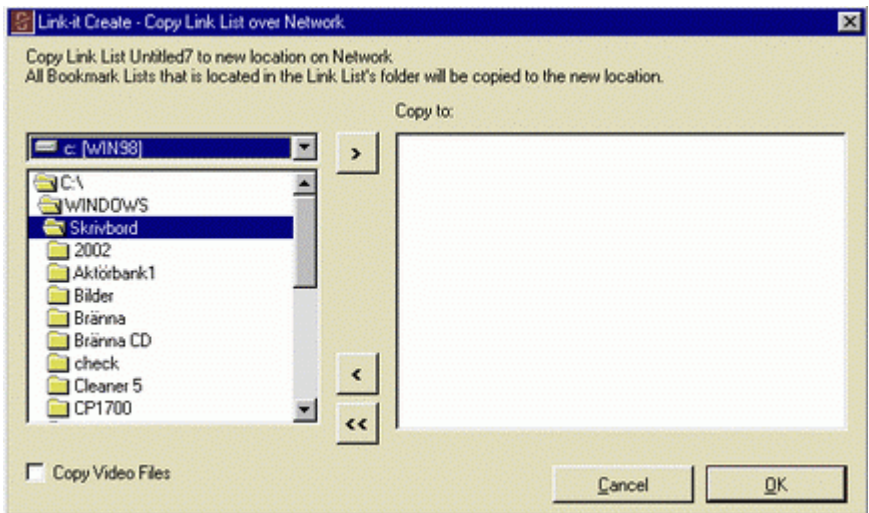 Link-it Create - Copy Link List over Network
Copy Link List Untitled7 to new location on Network
All Bookmark Lists that is located in the Link List's folder will be copied to the new location.
Copy to:
c: [WIN98]
>
C:\
WINDOWS
Skrivbord
2002
Aktörbank1
Bilder
Bränna
Bränna CD
check
Cleaner 5
CP1700
<
<<
Copy Video Files
Cancel
OK